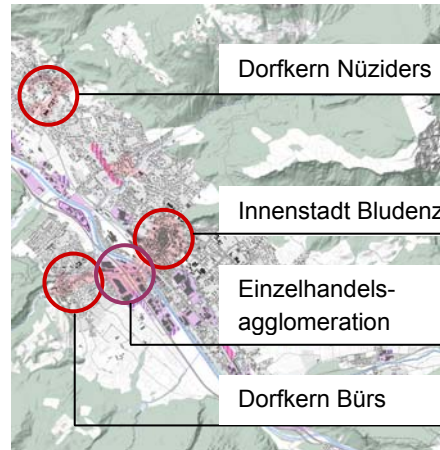 Dorfkern Nüziders
Innenstadt Bludenz
Einzelhandels-
agglomeration
Dorfkern Bürs